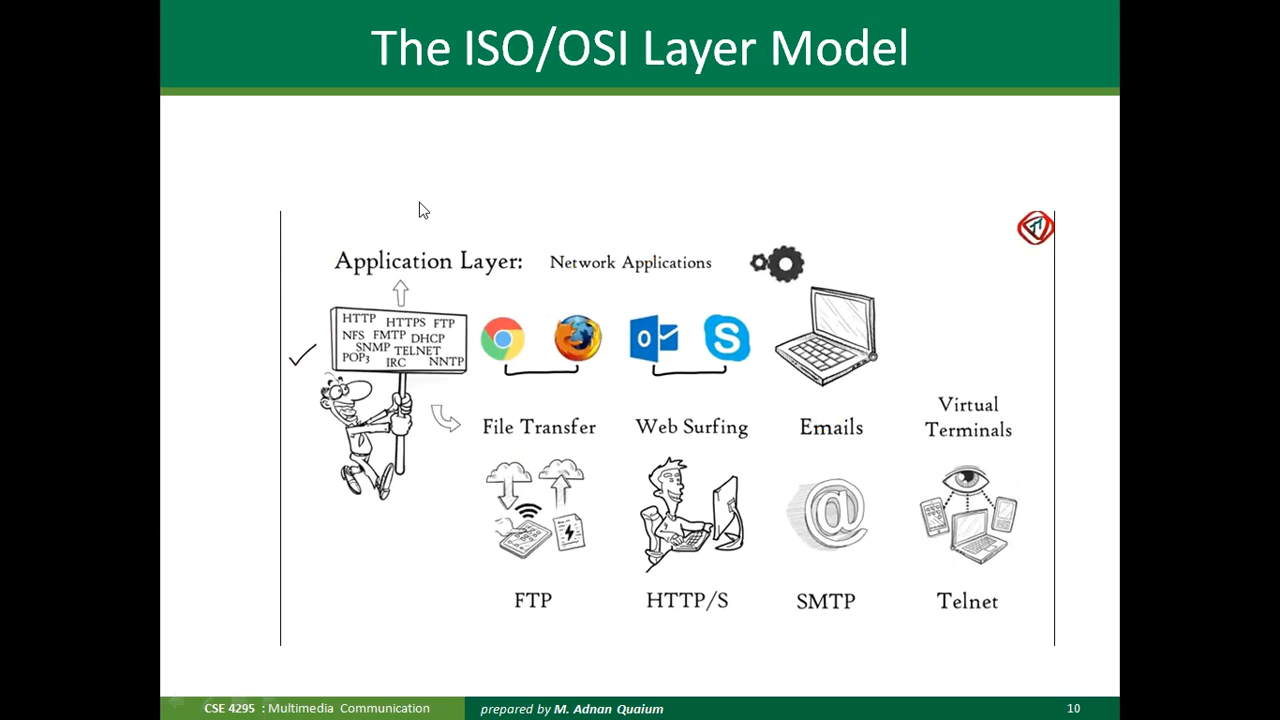 The ISO/OSI Layer Model
Application Layer: Network Applications
HTTP HTTPS FTP
NFS FMTP DHCP
SNMP TELNET
POP3 IRC NNTP
File Transfer Web Surfing Emails Virtual Terminals
FTP HTTP/S SMTP Telnet
CSE 4295 : Multimedia Communication prepared by M. Adnan Quaium 10